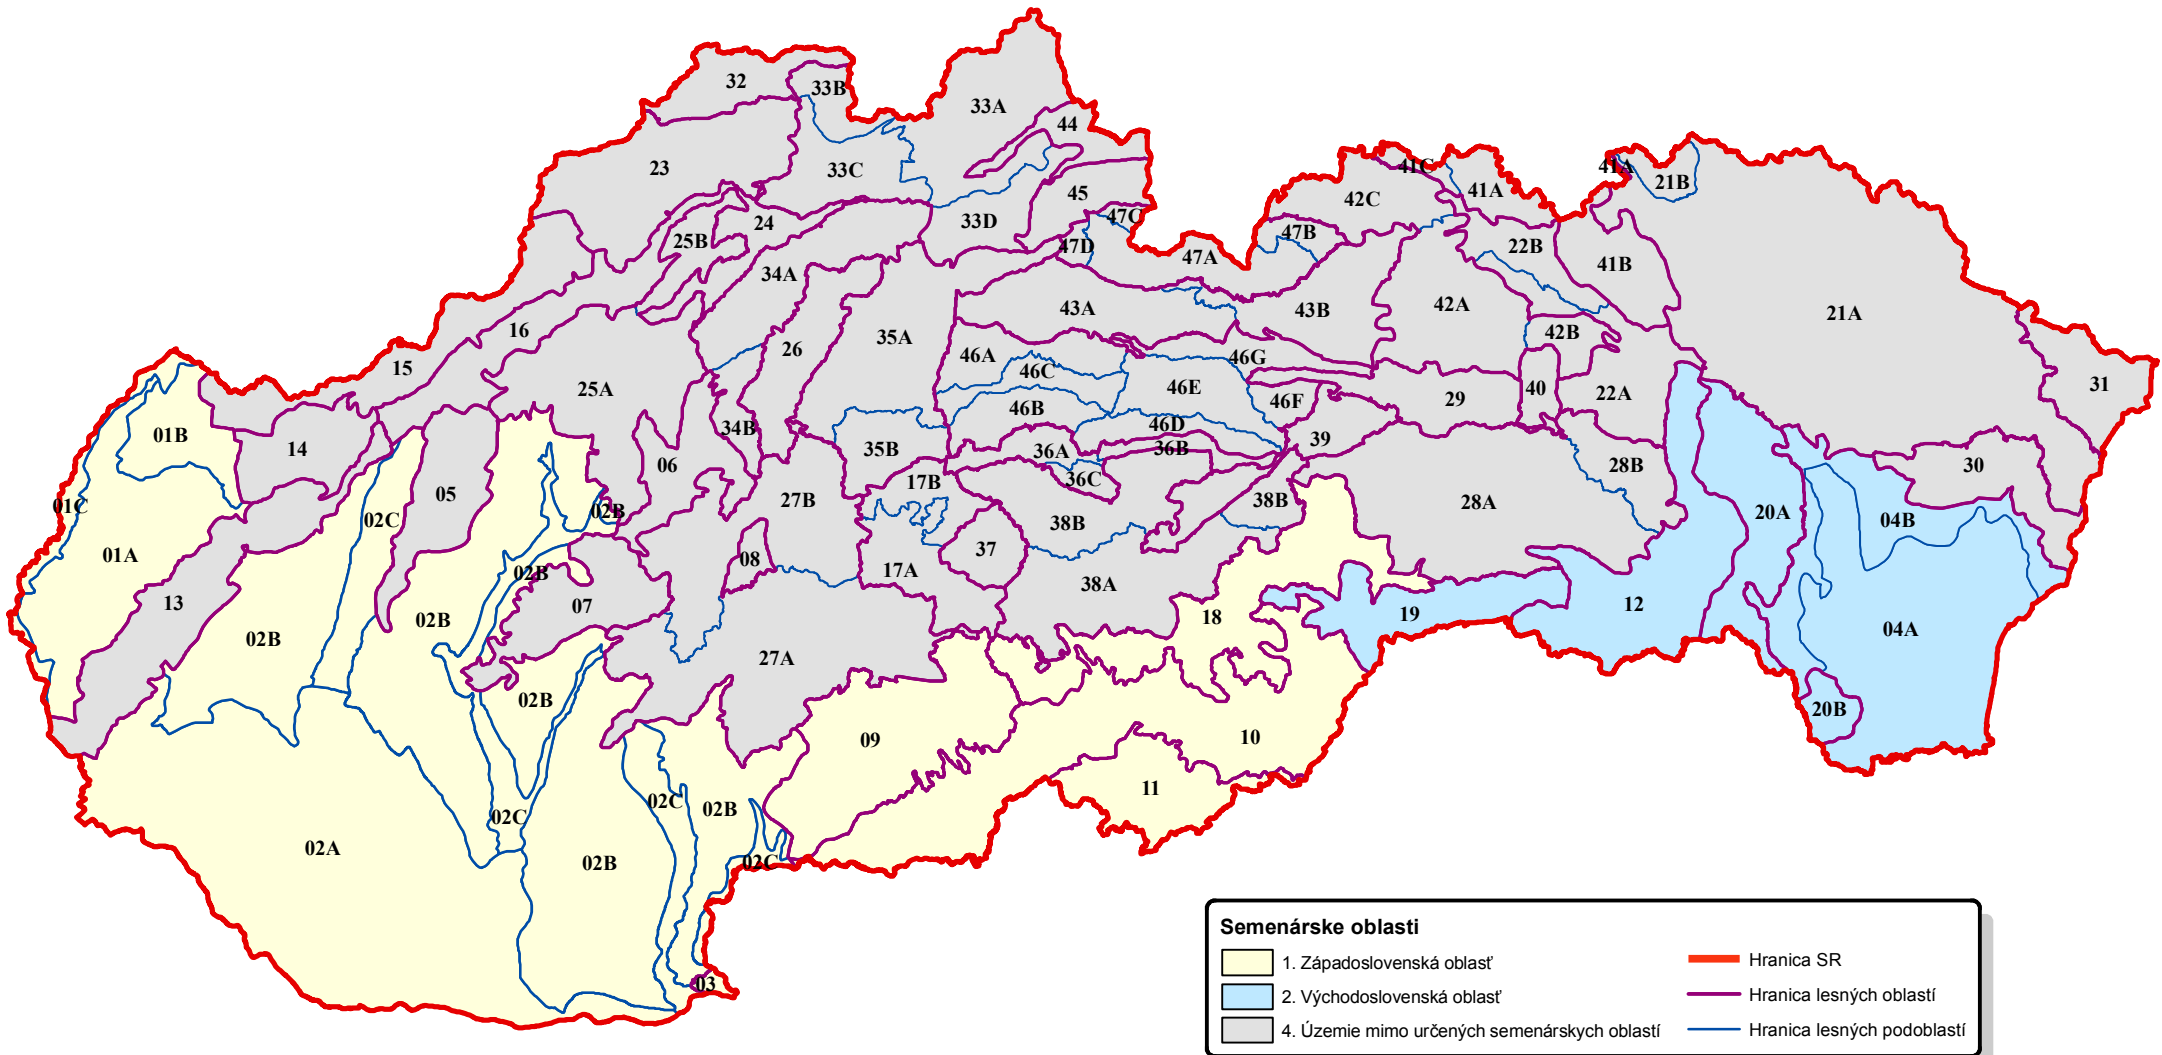 32
33B
33A
44
23
33C
41C
41A
41A
21B
42C
45
47C
24
25B
33D
47B
22B
47D
47A
41B
34A
43A
43B
42A
21A
16
35A
42B
26
46A
46G
15
46C
25A
46E
29
40
22A
31
46F
46B
01B
34B
46D
39
14
35B
36A
36B
06
30
28B
05
17B
36C
27B
38B
28A
01C
02C
02B
20A
04B
38B
01A
37
08
02B
17A
38A
13
07
12
02B
18
19
04A
02B
27A
02B
20B
09
10
11
02C
02B
02C
02A
02B
02C
03
Semenárske oblasti
1. Západoslovenská oblasť
Hranica SR
2. Východoslovenská oblasť
Hranica lesných oblastí
4. Územie mimo určených semenárskych oblastí
Hranica lesných podoblastí